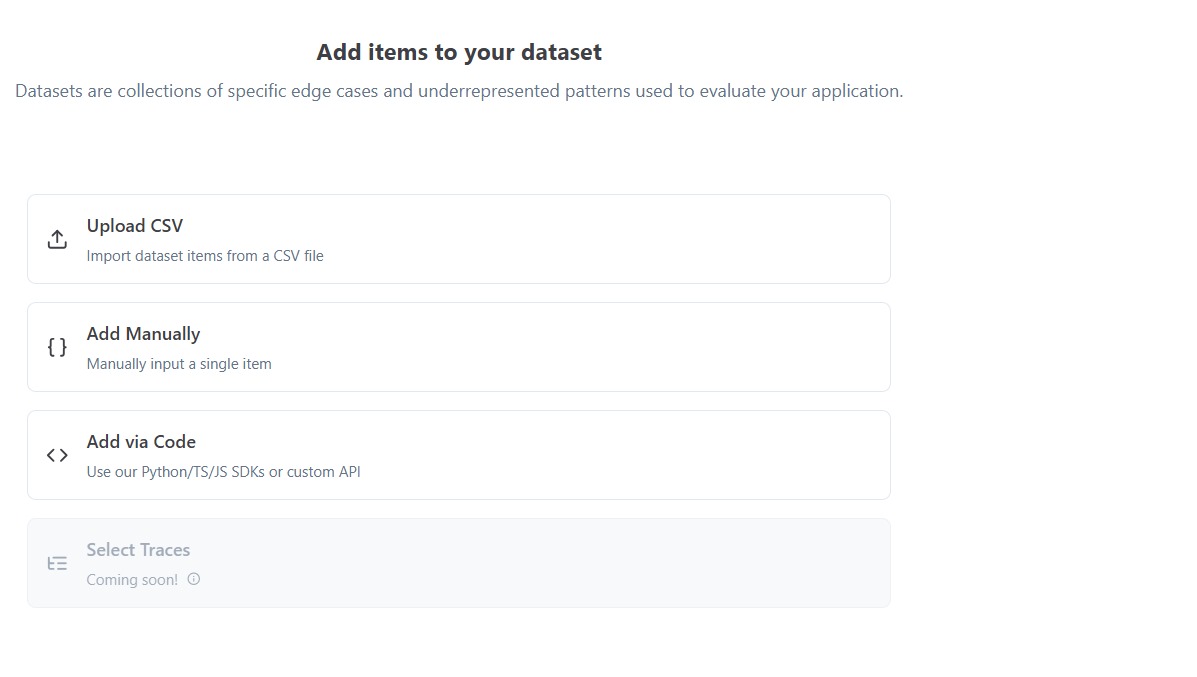 Add items to your dataset
Datasets are collections of specific edge cases and underrepresented patterns used to evaluate your application.
Upload CSV
Import dataset items from a CSV file
Add Manually
Manually input a single item
Add via Code
Use our Python/TS/JS SDKs or custom API
Select Traces
Coming soon!